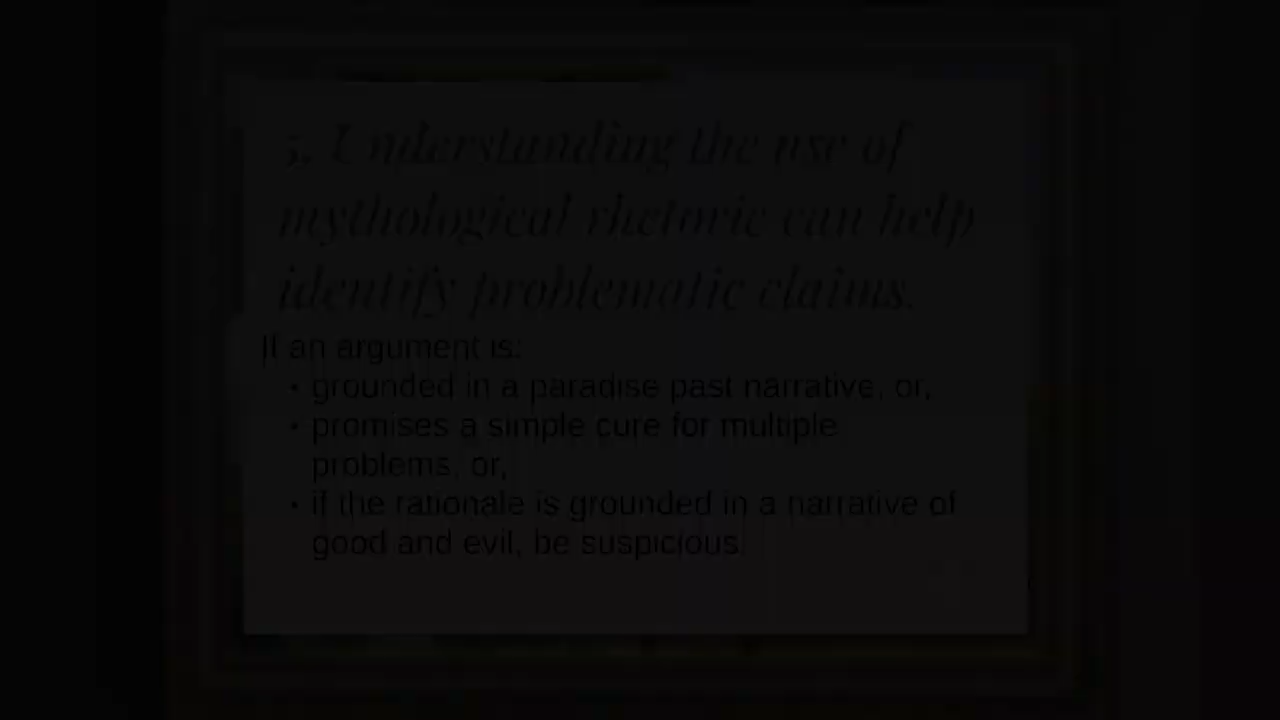 5. Understanding the use of
mythological rhetoric can help
identify problematic claims.
If an argument is:
• grounded in a paradise past narrative, or,
• promises a simple cure for multiple
problems, or,
• if the rationale is grounded in a narrative of
good and evil, be suspicious.